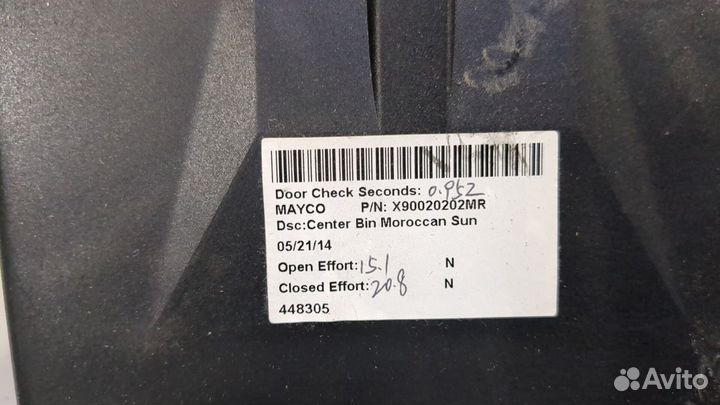 Door Check Seconds: 0.952
MAYCO P/N: X90020202MR
Dsc:Center Bin Moroccan Sun
05/21/14
Open Effort: 15.1 N
Closed Effort: 20.8 N
448305
Avito